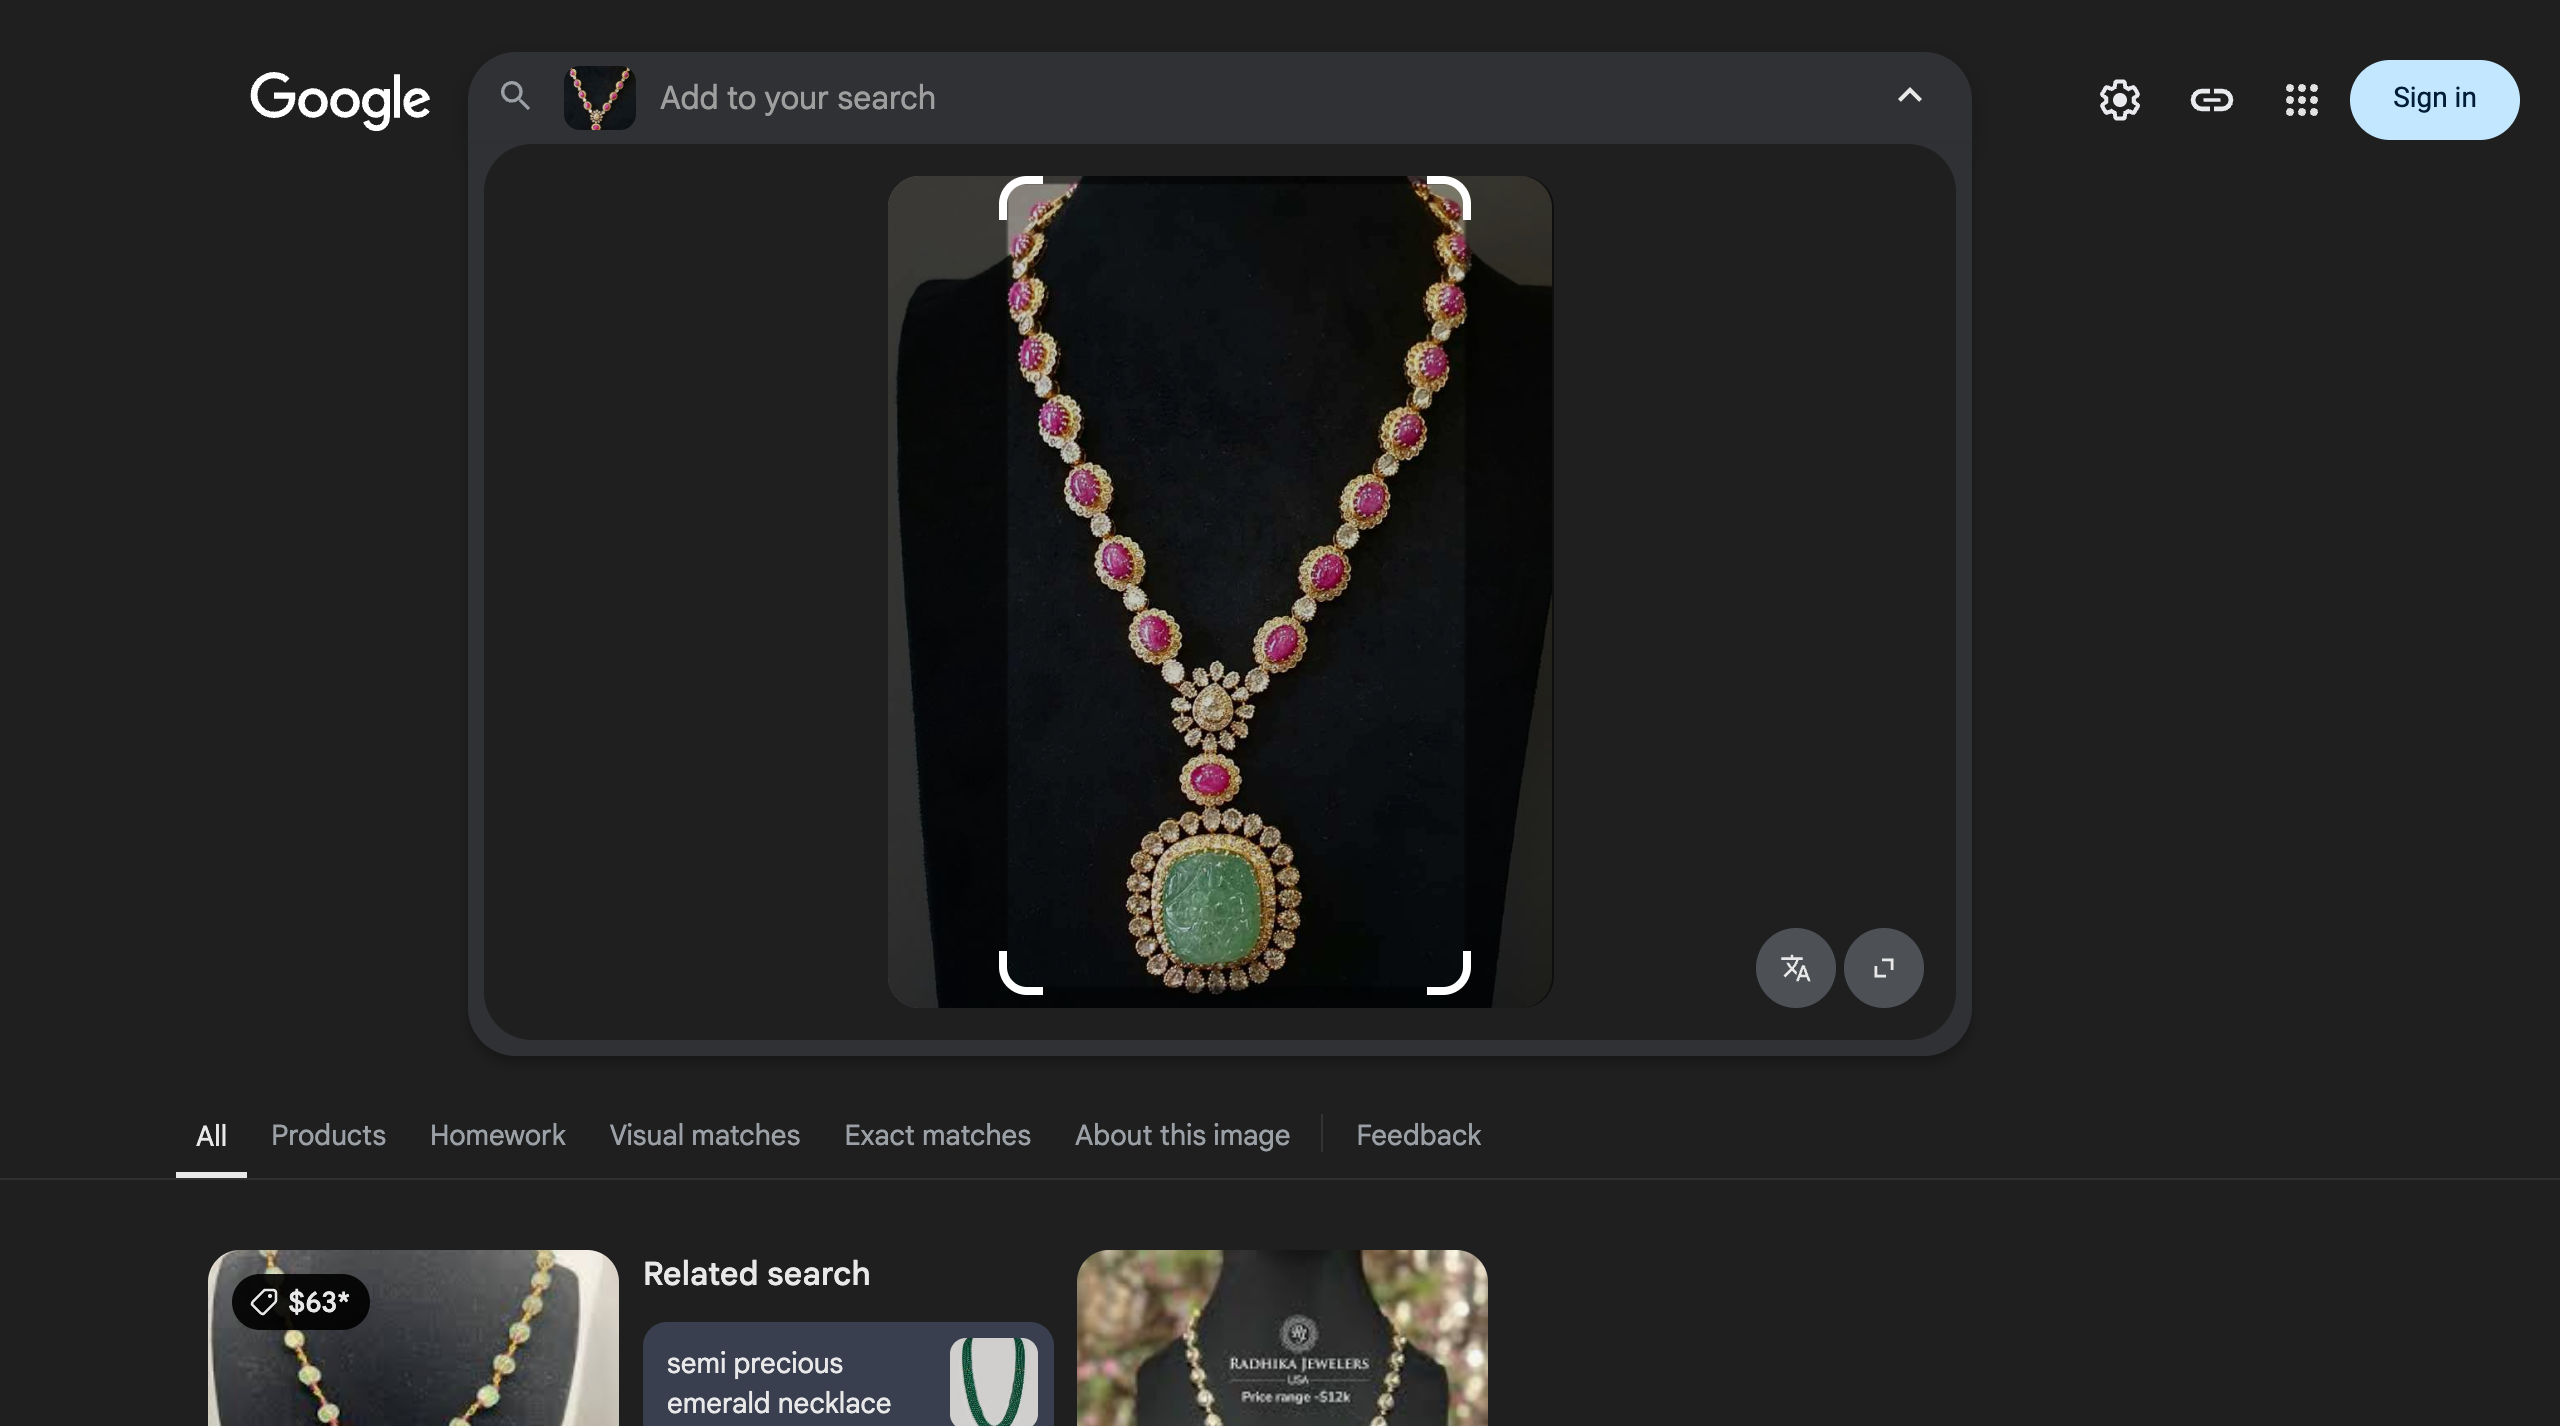 Google
Add to your search
Sign in
All
Products
Homework
Visual matches
Exact matches
About this image
Feedback
$63*
Related search
semi precious
emerald necklace
RADHIKA JEWELERS
USA
Price range ~$12k